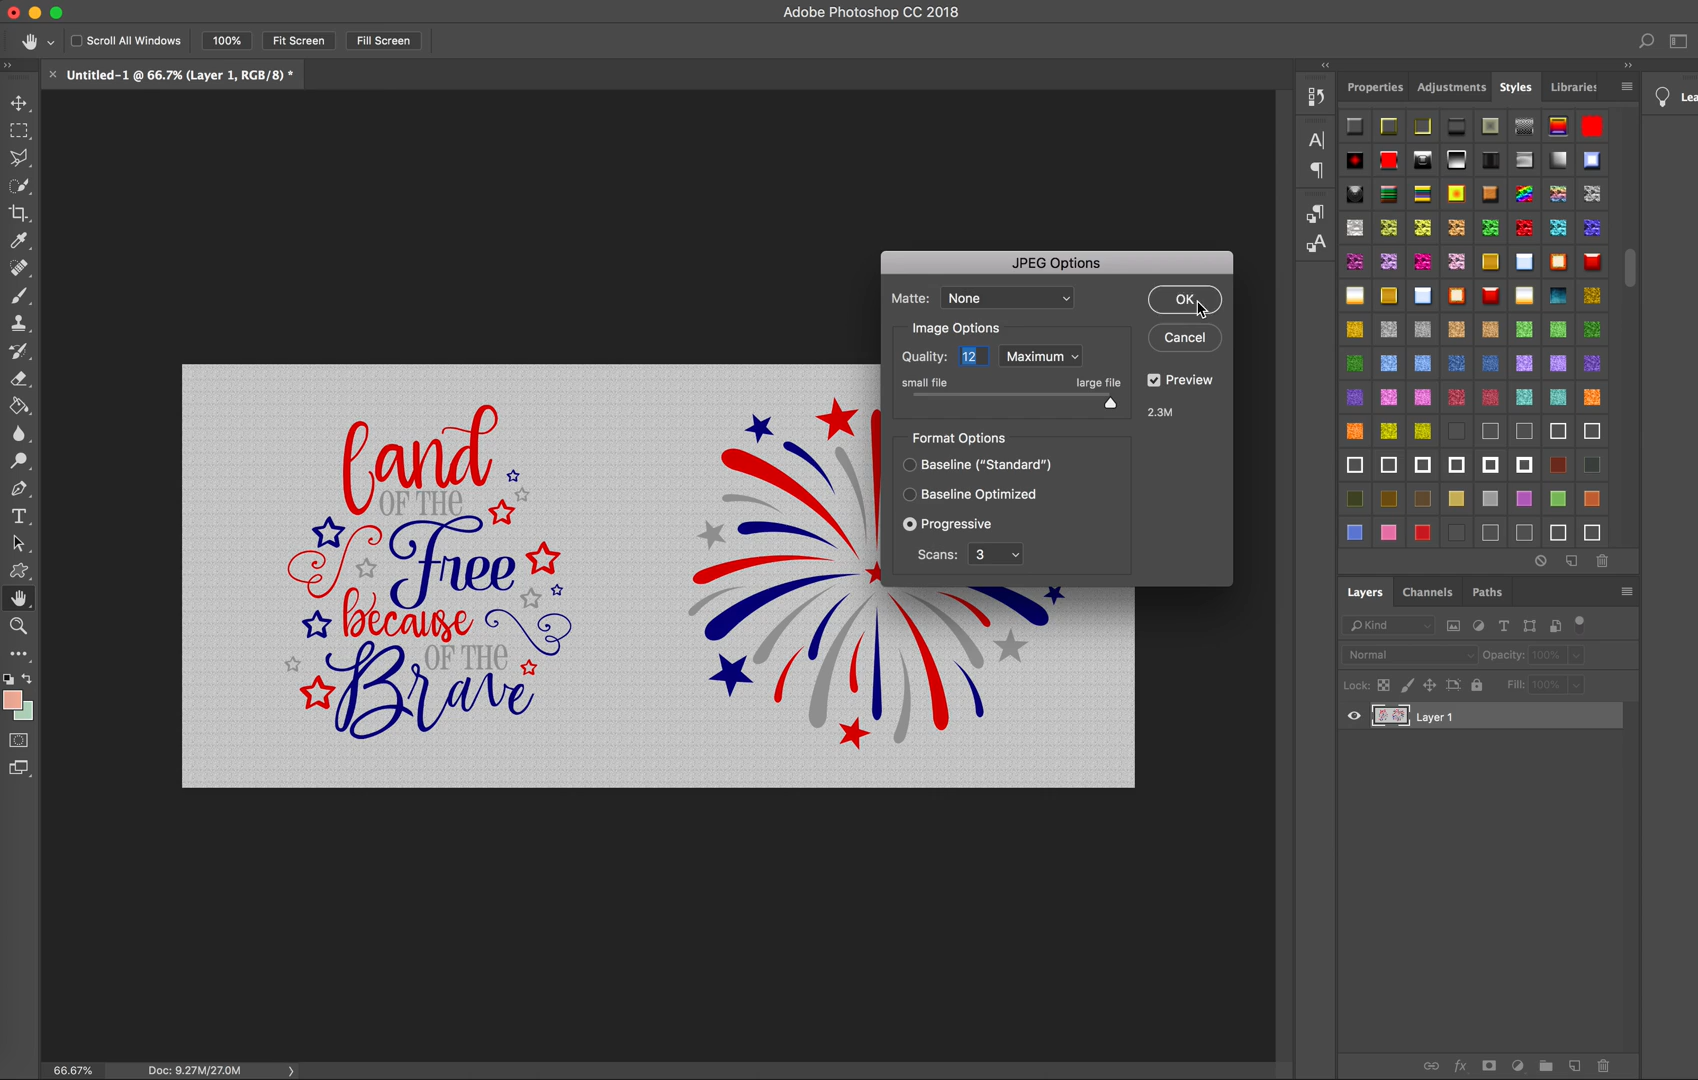 Adobe Photoshop CC 2018
Scroll All Windows 100% Fit Screen Fill Screen
Untitled-1 @ 66.7% (Layer 1, RGB/8) *
Properties Adjustments Styles Libraries
JPEG Options
Matte: None
OK
Cancel
Image Options
Quality: 12 Maximum
small file large file
Preview
2.3M
Format Options
Baseline (“Standard”)
Baseline Optimized
Progressive
Scans: 3
Land
OF THE
Free
because
OF THE
Brave
Layers Channels Paths
Kind
Normal Opacity: 100%
Lock: Fill: 100%
Layer 1
66.67% Doc: 9.27M/27.0M